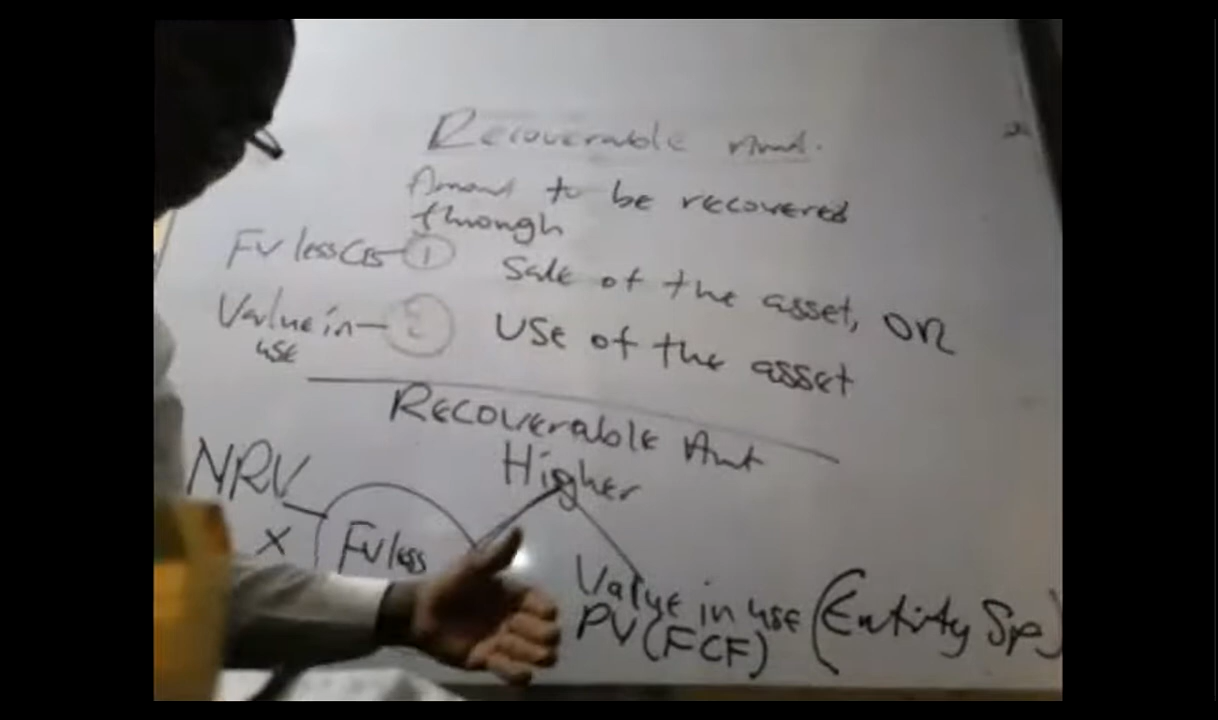 Recoverable Amt.
Amount to be recovered
through
FV less CTS - ① Sale of the asset, OR
Value in use - ② Use of the asset
Recoverable Amt
Higher
NRV
X
FV less
Value in use (Entity Sp)
PV (FCF)